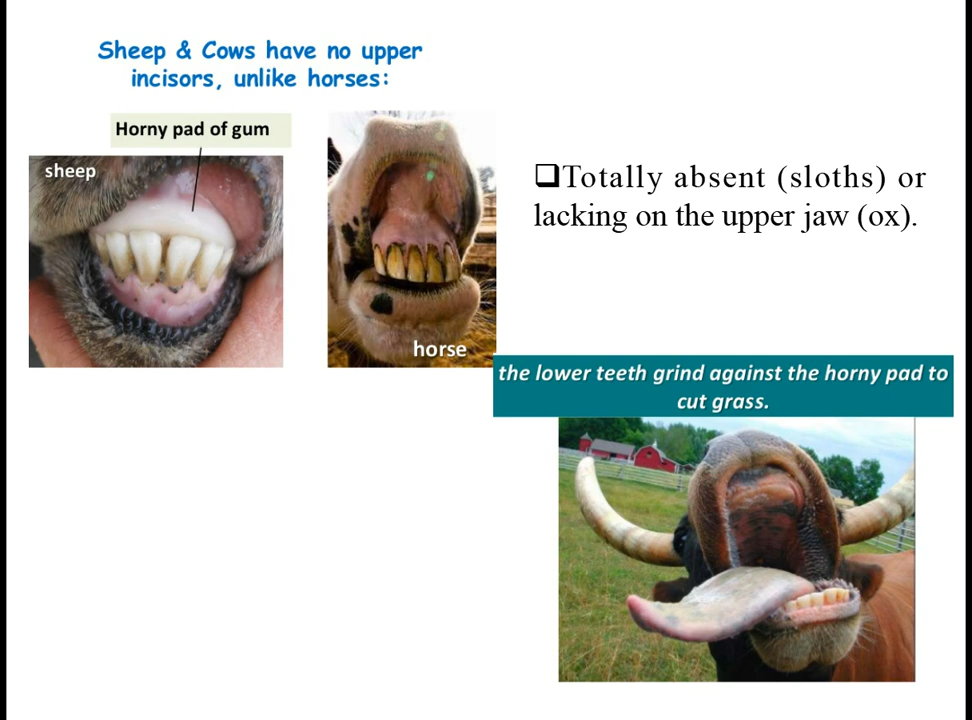 Sheep & Cows have no upper
incisors, unlike horses:
Horny pad of gum
sheep
horse
❑Totally absent (sloths) or
lacking on the upper jaw (ox).
the lower teeth grind against the horny pad to
cut grass.